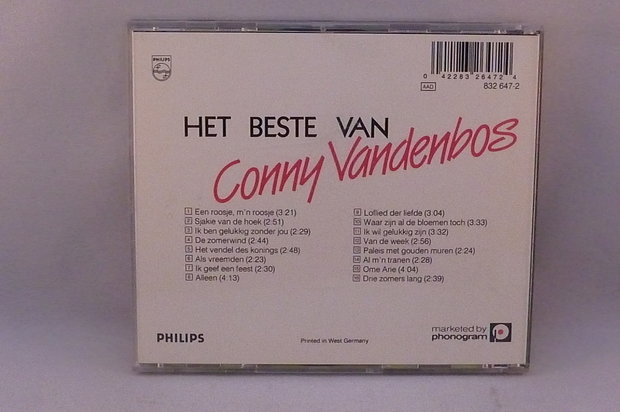 PHILIPS
0 42283 26472 4
AAD
832 647-2
HET BESTE VAN
Conny Vandenbos
1 Een roosje, m'n roosje (3:21)
2 Sjakie van de hoek (2:51)
3 Ik ben gelukkig zonder jou (2:29)
4 De zomerwind (2:44)
5 Het vendel des konings (2:48)
6 Als vreemden (2:23)
7 Ik geef een feest (2:30)
8 Alleen (4:13)
9 Loflied der liefde (3:04)
10 Waar zijn al de bloemen toch (3:33)
11 Ik wil gelukkig zijn (3:32)
12 Van de week (2:56)
13 Paleis met gouden muren (2:24)
14 Al m'n tranen (2:28)
15 Ome Arie (4:04)
16 Drie zomers lang (2:39)
PHILIPS
Printed in West Germany
marketed by
phonogram